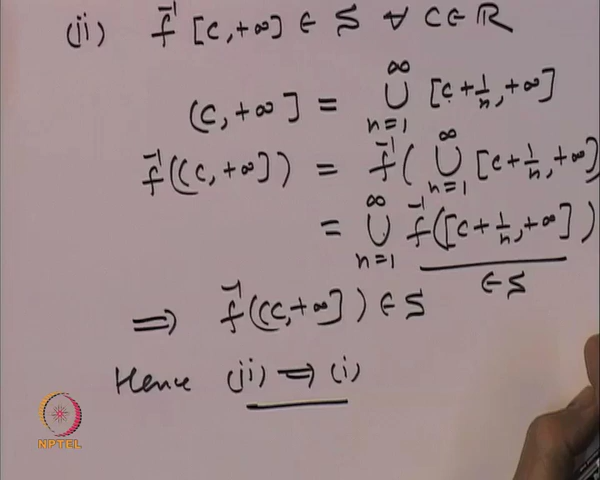 (ii) f⁻¹ [c, +∞] ∈ S ∀ c ∈ ℝ
(c, +∞] = ∪_{n=1}^{∞} [c + 1/n, +∞]
f⁻¹((c, +∞]) = f⁻¹( ∪_{n=1}^{∞} [c + 1/n, +∞]
= ∪_{n=1}^{∞} f⁻¹([c + 1/n, +∞])
∈ S
⟹ f⁻¹((c, +∞]) ∈ S
Hence (ii) ⟹ (i)
NPTEL